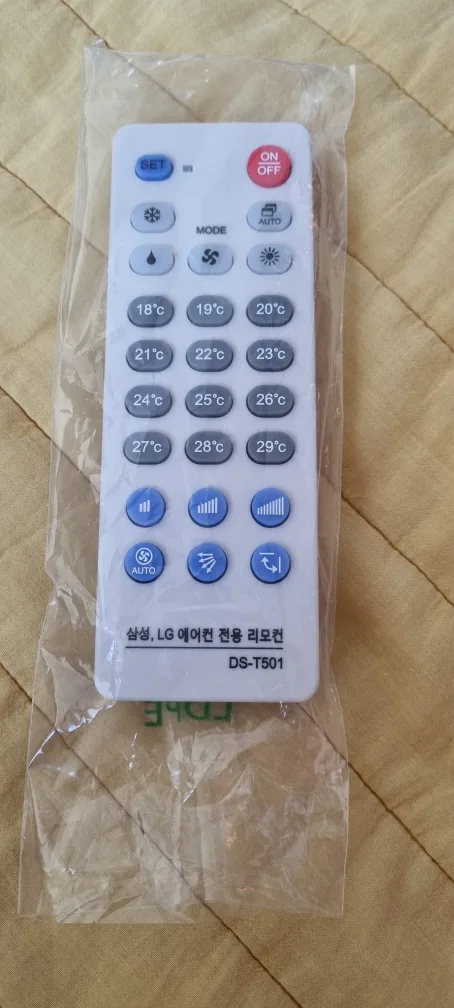 SET
ON
OFF
AUTO
MODE
18°c 19°c 20°c
21°c 22°c 23°c
24°c 25°c 26°c
27°c 28°c 29°c
AUTO
삼성, LG 에어컨 전용 리모컨
DS-T501
LDPE